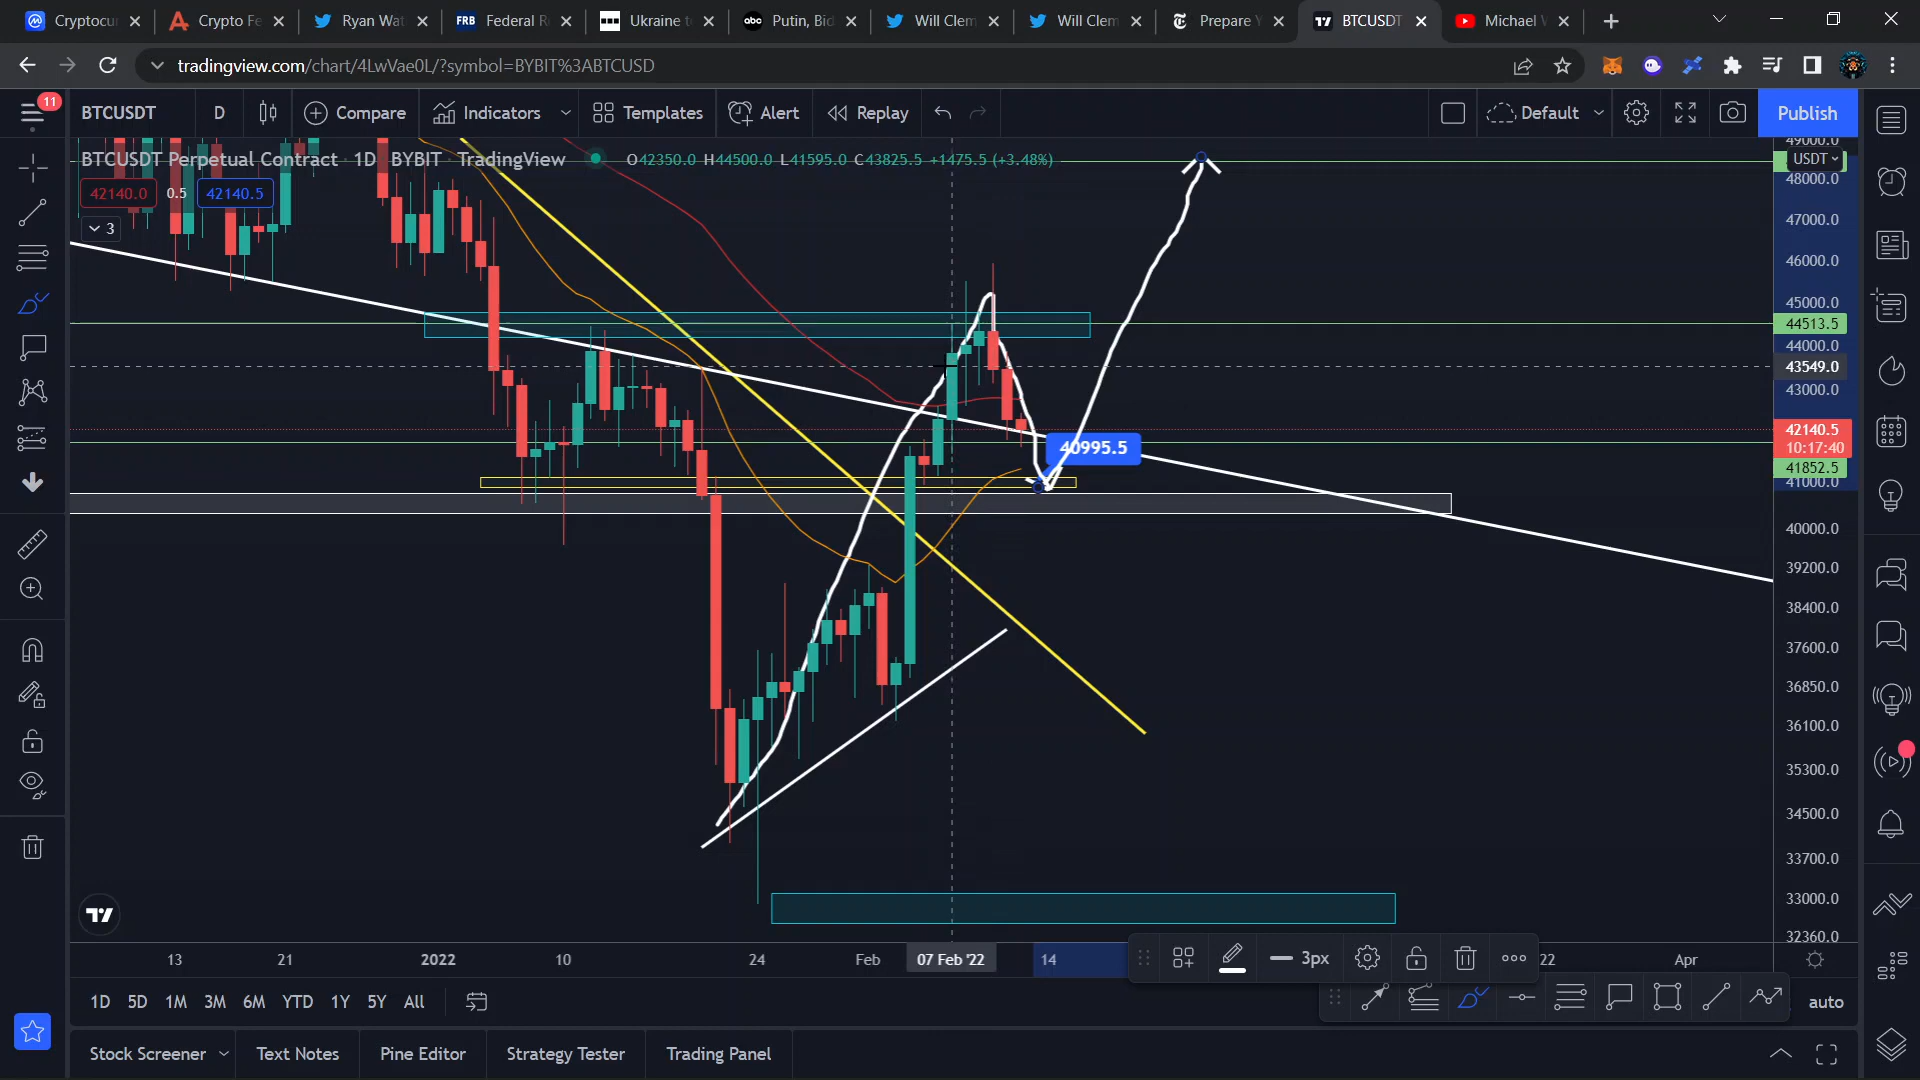 Cryptocur
Crypto Fe
Ryan Wat
FRB Federal R
Ukraine t
abc Putin, Bid
Will Clem
Will Clem
Prepare Y
BTCUSDT
Michael
tradingview.com/chart/4LwVae0L/?symbol=BYBIT%3ABTCUSD
11
BTCUSDT D Compare Indicators Templates Alert Replay Default Publish
BTCUSDT Perpetual Contract · 1D · BYBIT · TradingView O42350.0 H44500.0 L41595.0 C43825.5 +1475.5 (+3.48%)
42140.0 0.5 42140.5
3
49000.0
USDT
48000.0
47000.0
46000.0
45000.0
44513.5
44000.0
43549.0
43000.0
42140.5
10:17:40
41852.5
41000.0
40995.5
40000.0
39200.0
38400.0
37600.0
36850.0
36100.0
35300.0
34500.0
33700.0
33000.0
32360.0
13 21 2022 10 24 Feb 07 Feb '22 14 22 Apr
3px
1D 5D 1M 3M 6M YTD 1Y 5Y All auto
Stock Screener Text Notes Pine Editor Strategy Tester Trading Panel